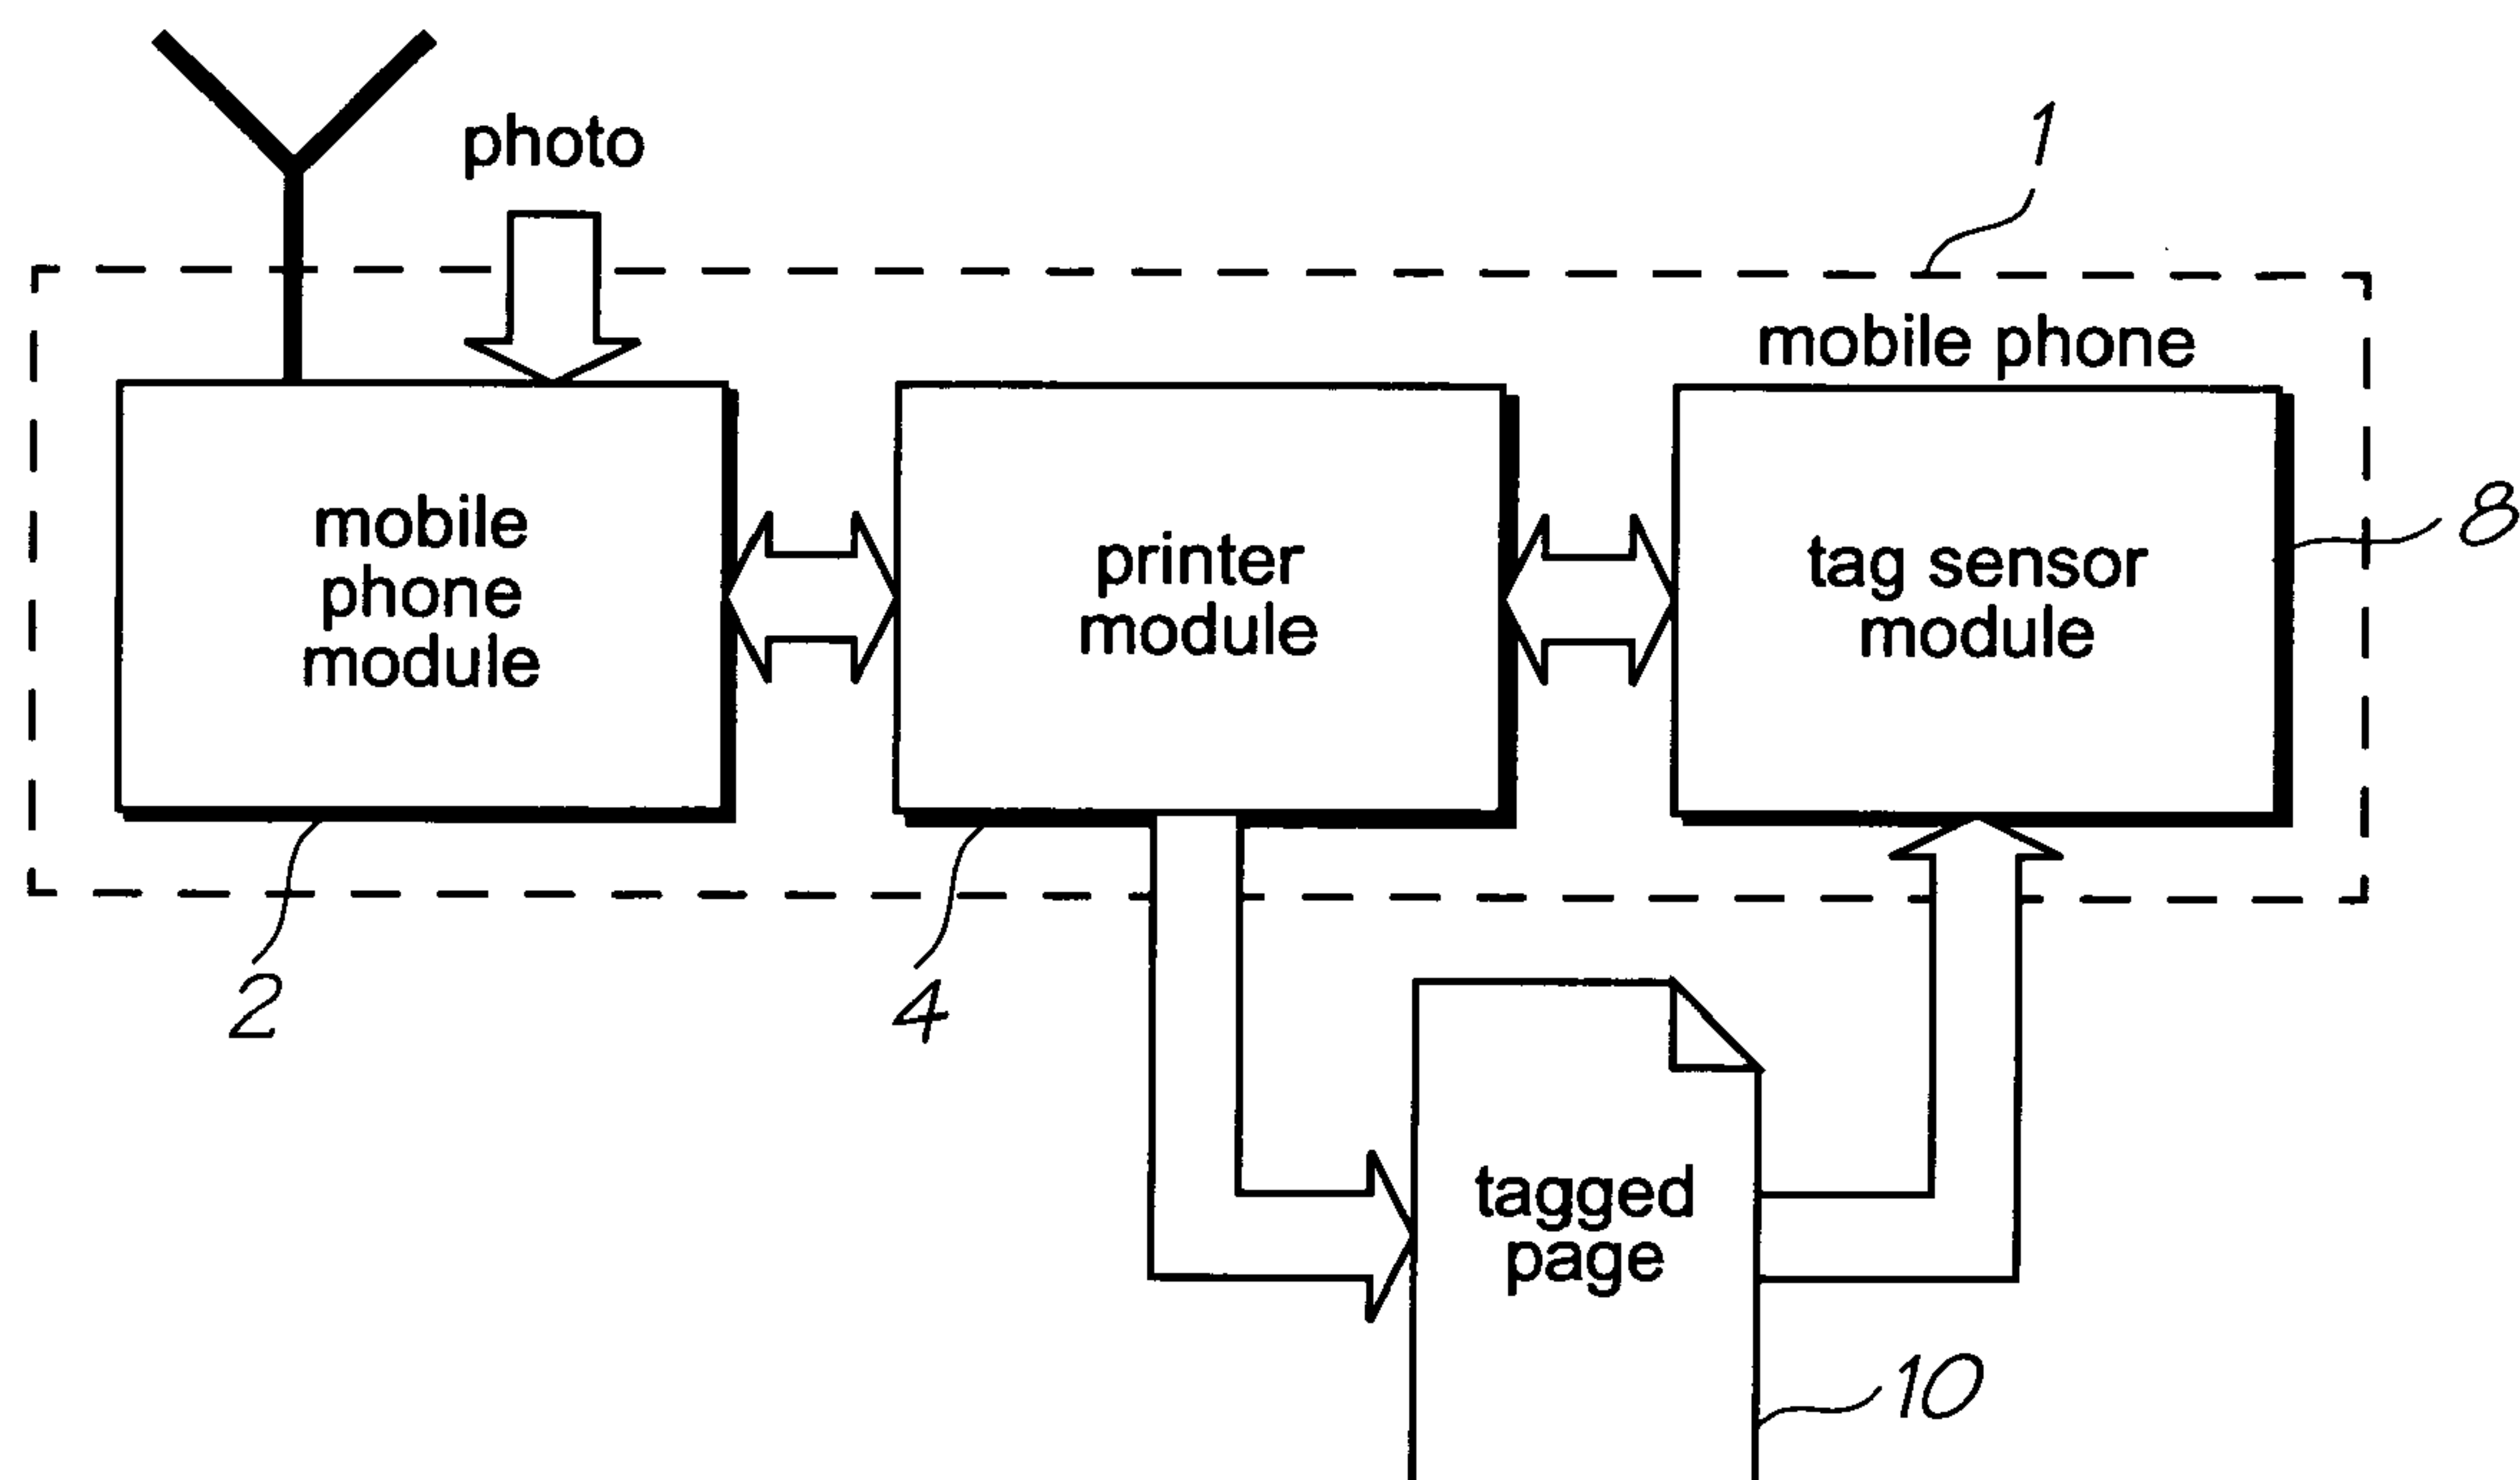 photo
1
mobile phone
mobile
phone
module
printer
module
tag sensor
module
8
2
4
tagged
page
10